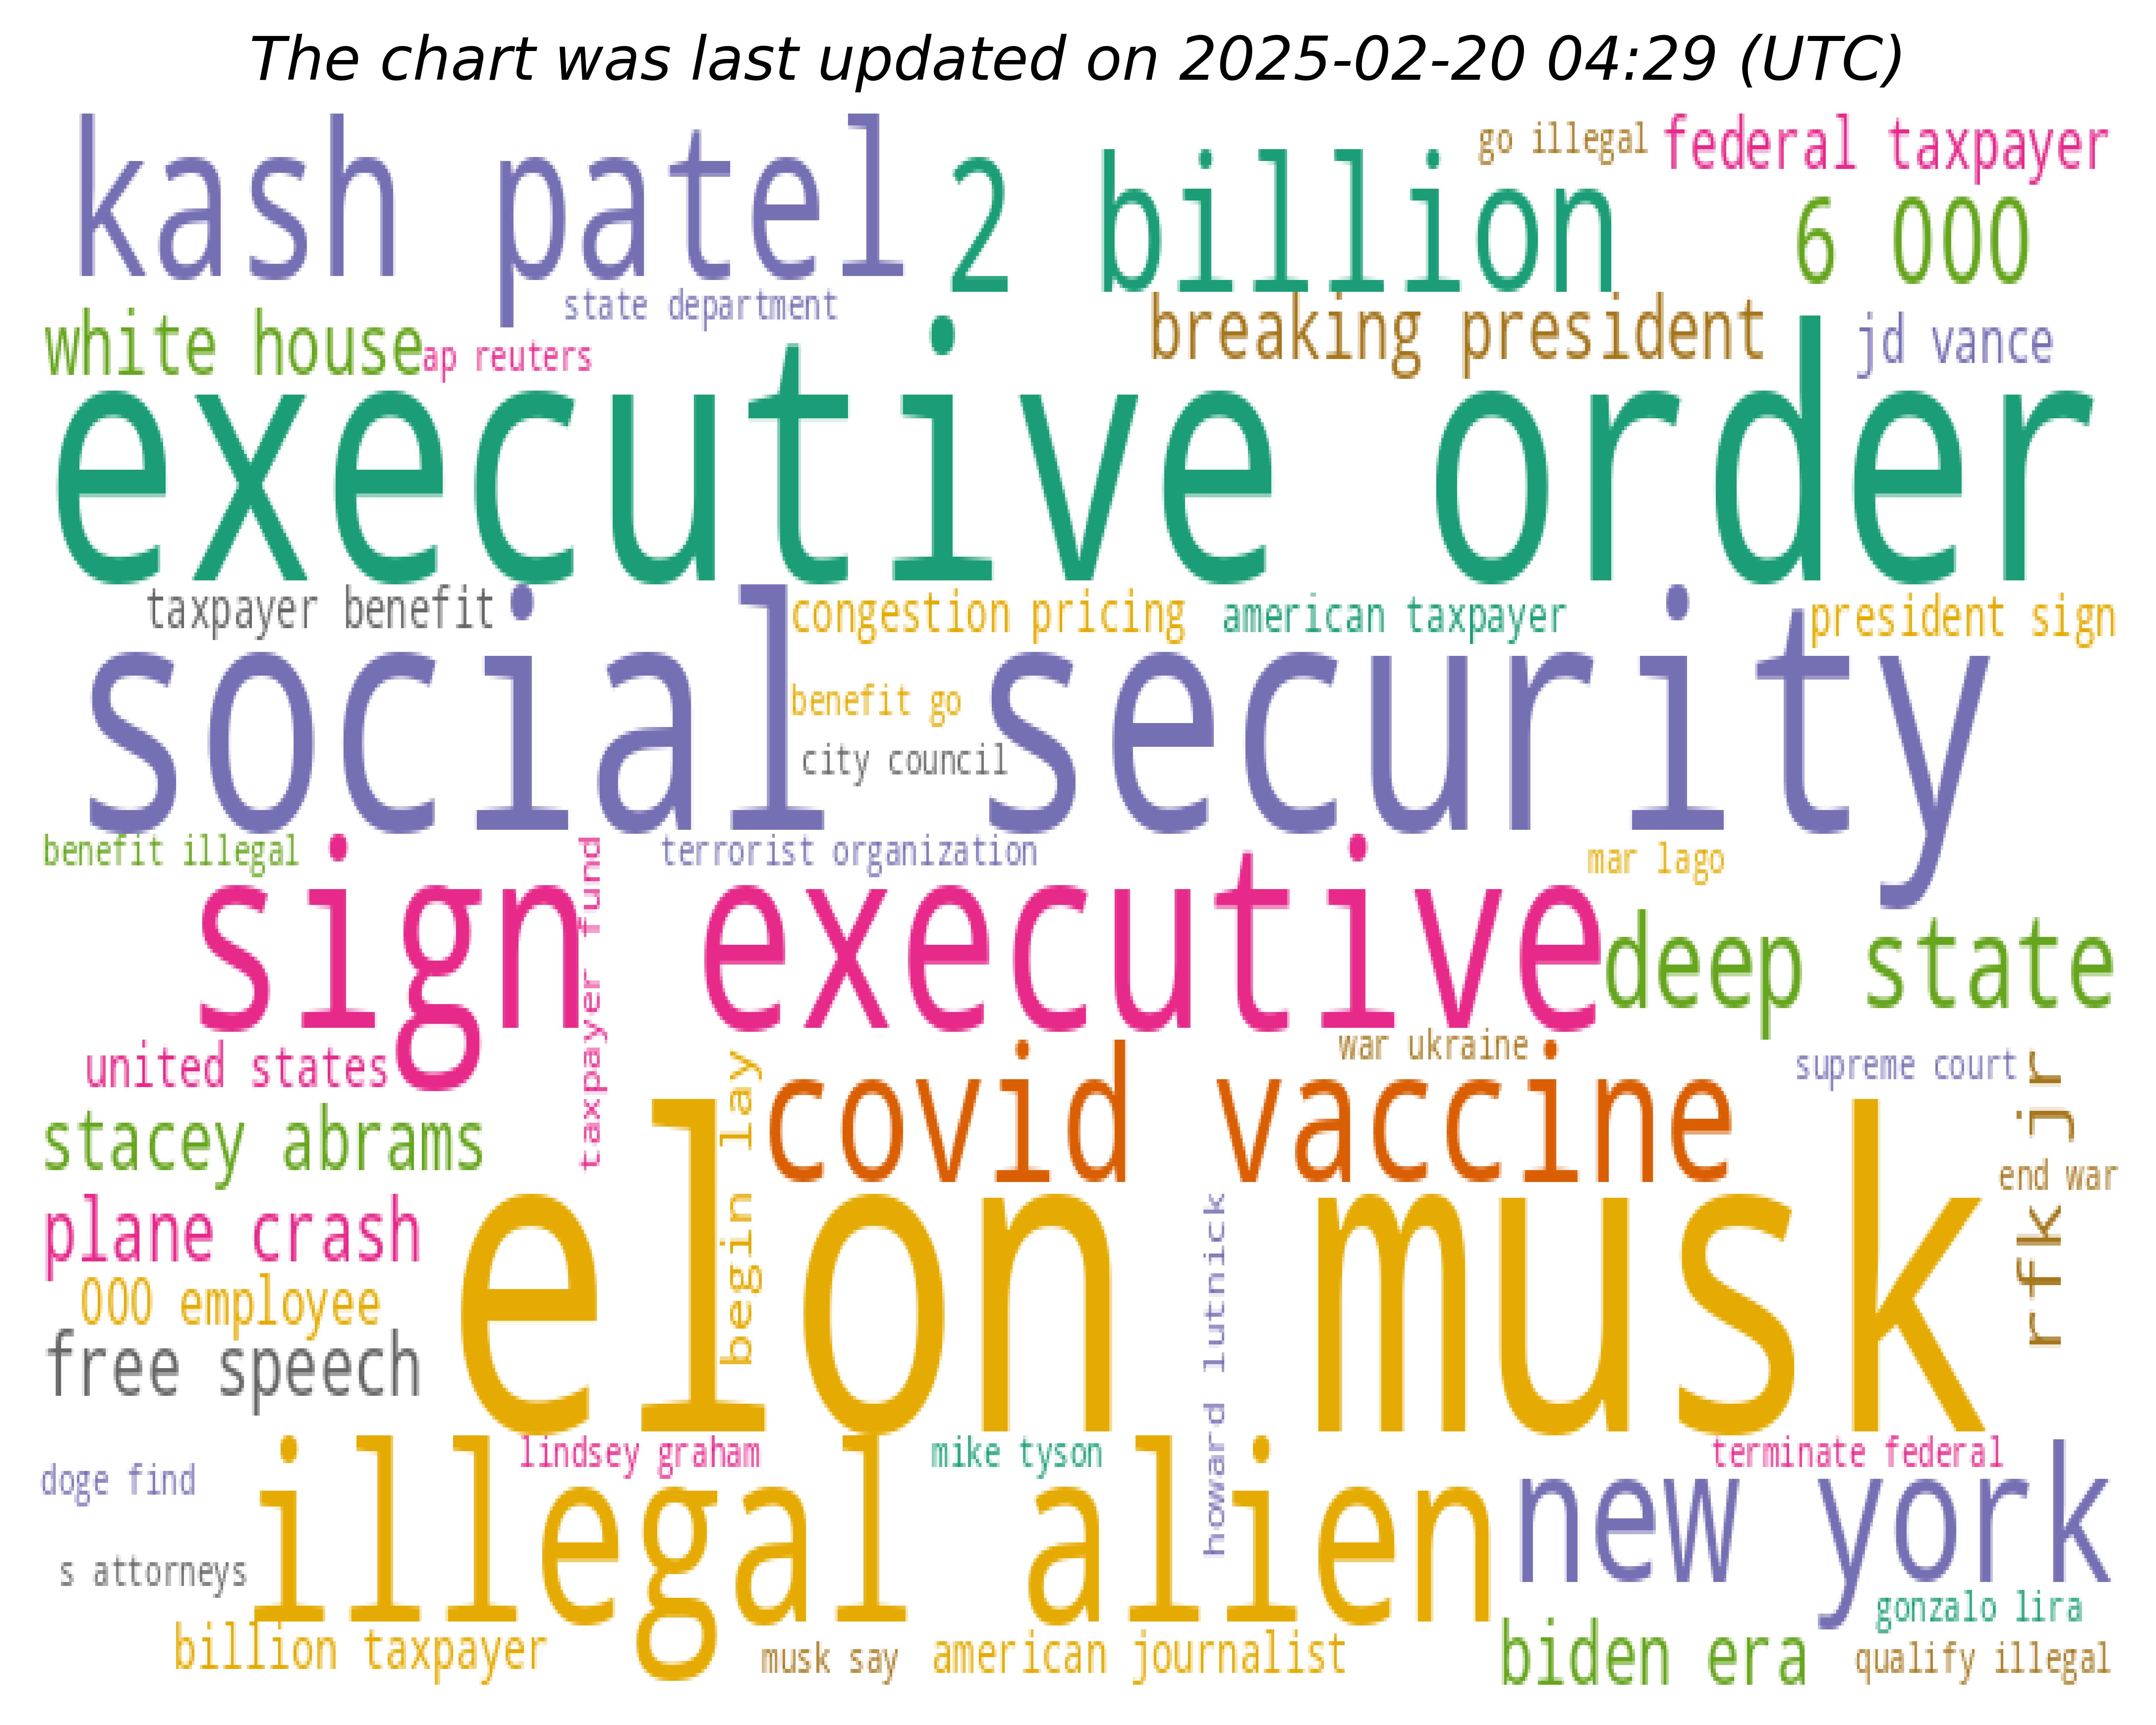 The chart was last updated on 2025-02-20 04:29 (UTC)
kash patel
2 billion
go illegal
federal taxpayer
6 000
state department
white house
ap reuters
breaking president
jd vance
executive order
taxpayer benefit
congestion pricing
american taxpayer
president sign
social security
benefit go
city council
benefit illegal
terrorist organization
mar lago
sign executive
taxpayer fund
deep state
united states
war ukraine
supreme court
covid vaccine
begin lay
rfk jr
stacey abrams
end war
plane crash
elon musk
howard lutnick
000 employee
free speech
lindsey graham
mike tyson
terminate federal
doge find
illegal alien
new york
s attorneys
gonzalo lira
billion taxpayer
musk say
american journalist
biden era
qualify illegal